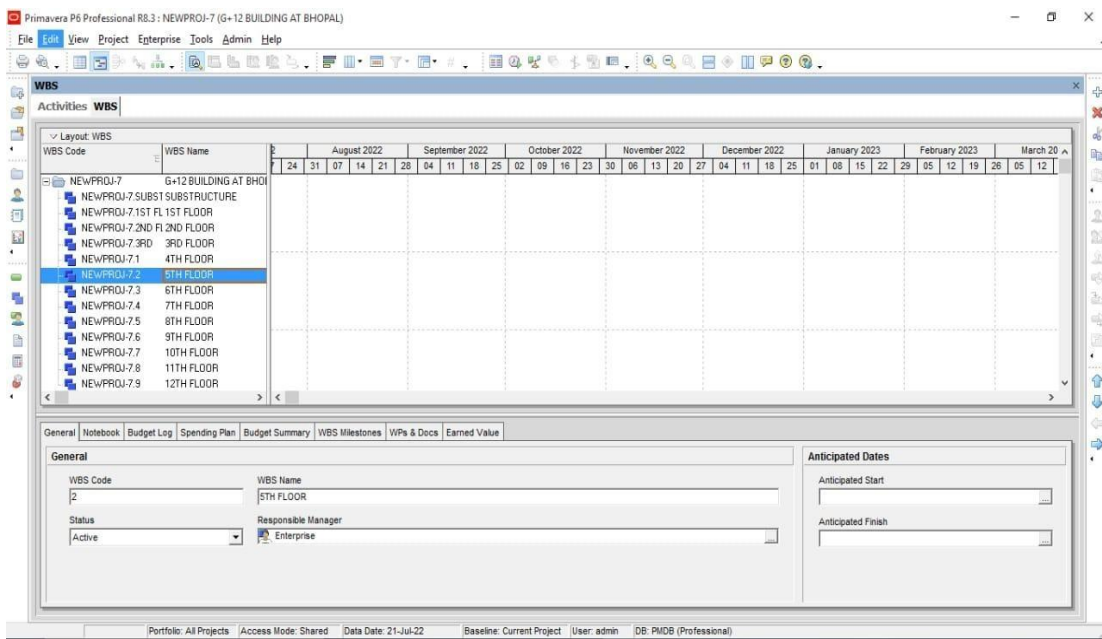 Primavera P6 Professional R8.3 : NEWPROJ-7 (G+12 BUILDING AT BHOPAL)
File Edit View Project Enterprise Tools Admin Help
WBS
Activities WBS
Layout: WBS
WBS Code WBS Name 2 August 2022 September 2022 October 2022 November 2022 December 2022 January 2023 February 2023 March 20
7 24 31 07 14 21 28 04 11 18 25 02 09 16 23 30 06 13 20 27 04 11 18 25 01 08 15 22 29 05 12 19 26 05 12
NEWPROJ-7 G+12 BUILDING AT BHO
NEWPROJ-7.SUBST SUBSTRUCTURE
NEWPROJ-7.1ST FL 1ST FLOOR
NEWPROJ-7.2ND FL 2ND FLOOR
NEWPROJ-7.3RD 3RD FLOOR
NEWPROJ-7.1 4TH FLOOR
NEWPROJ-7.2 5TH FLOOR
NEWPROJ-7.3 6TH FLOOR
NEWPROJ-7.4 7TH FLOOR
NEWPROJ-7.5 8TH FLOOR
NEWPROJ-7.6 9TH FLOOR
NEWPROJ-7.7 10TH FLOOR
NEWPROJ-7.8 11TH FLOOR
NEWPROJ-7.9 12TH FLOOR
General Notebook Budget Log Spending Plan Budget Summary WBS Milestones WPs & Docs Earned Value
General Anticipated Dates
WBS Code WBS Name Anticipated Start
2 5TH FLOOR
Status Responsible Manager Anticipated Finish
Active Enterprise
Portfolio: All Projects Access Mode: Shared Data Date: 21-Jul-22 Baseline: Current Project User: admin DB: PMDB (Professional)